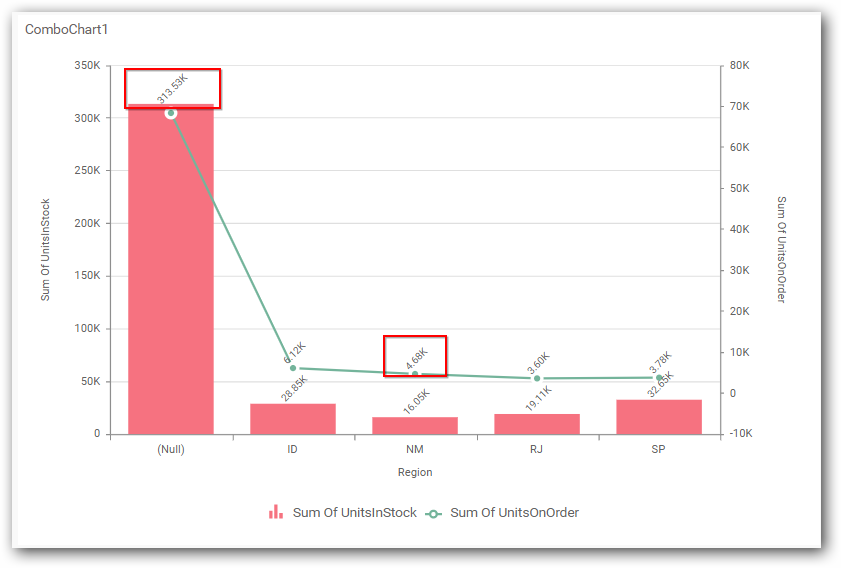 ComboChart1
350K
300K
250K
200K
150K
100K
50K
0
Sum Of UnitsInStock
80K
70K
60K
50K
40K
30K
20K
10K
0
-10K
Sum Of UnitsOnOrder
313.53K
6.12K
28.85K
4.68K
16.05K
3.60K
19.11K
3.78K
32.65K
(Null) ID NM RJ SP
Region
Sum Of UnitsInStock Sum Of UnitsOnOrder